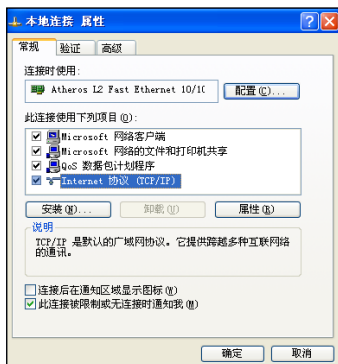 本地连接 属性
常规 验证 高级
连接时使用:
Atheros L2 Fast Ethernet 10/10 配置(C)...
此连接使用下列项目(O):
Microsoft 网络客户端
Microsoft 网络的文件和打印机共享
QoS 数据包计划程序
Internet 协议 (TCP/IP)
安装(N)... 卸载(U) 属性(R)
说明
TCP/IP 是默认的广域网协议。它提供跨越多种互联网络
的通讯。
连接后在通知区域显示图标(W)
此连接被限制或无连接时通知我(M)
确定 取消